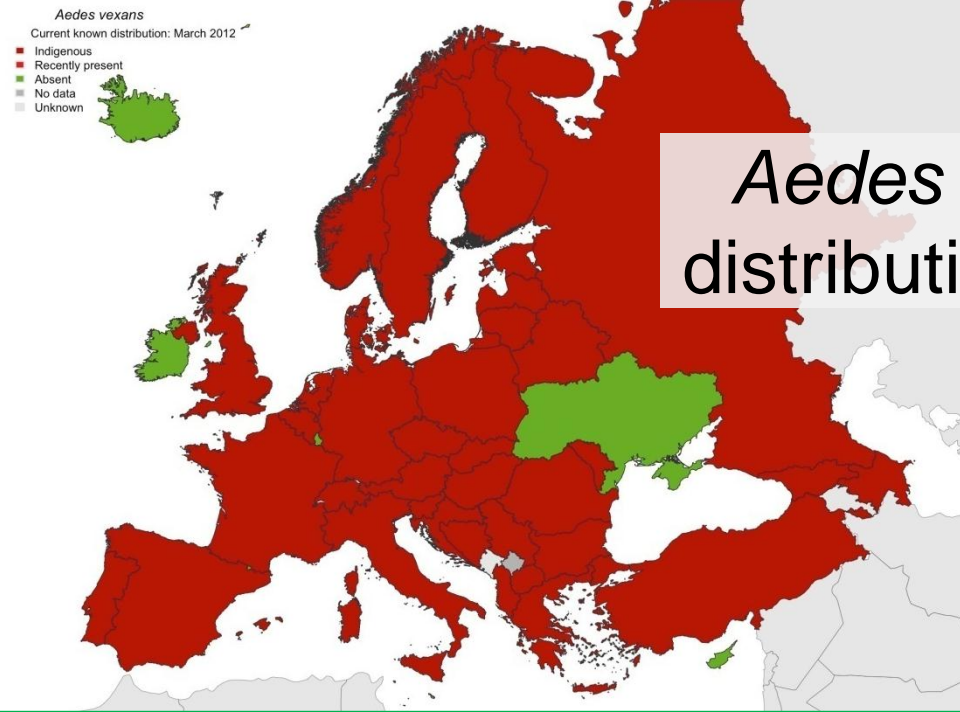 Aedes vexans
Current known distribution: March 2012
Indigenous
Recently present
Absent
No data
Unknown
Aedes
distributi